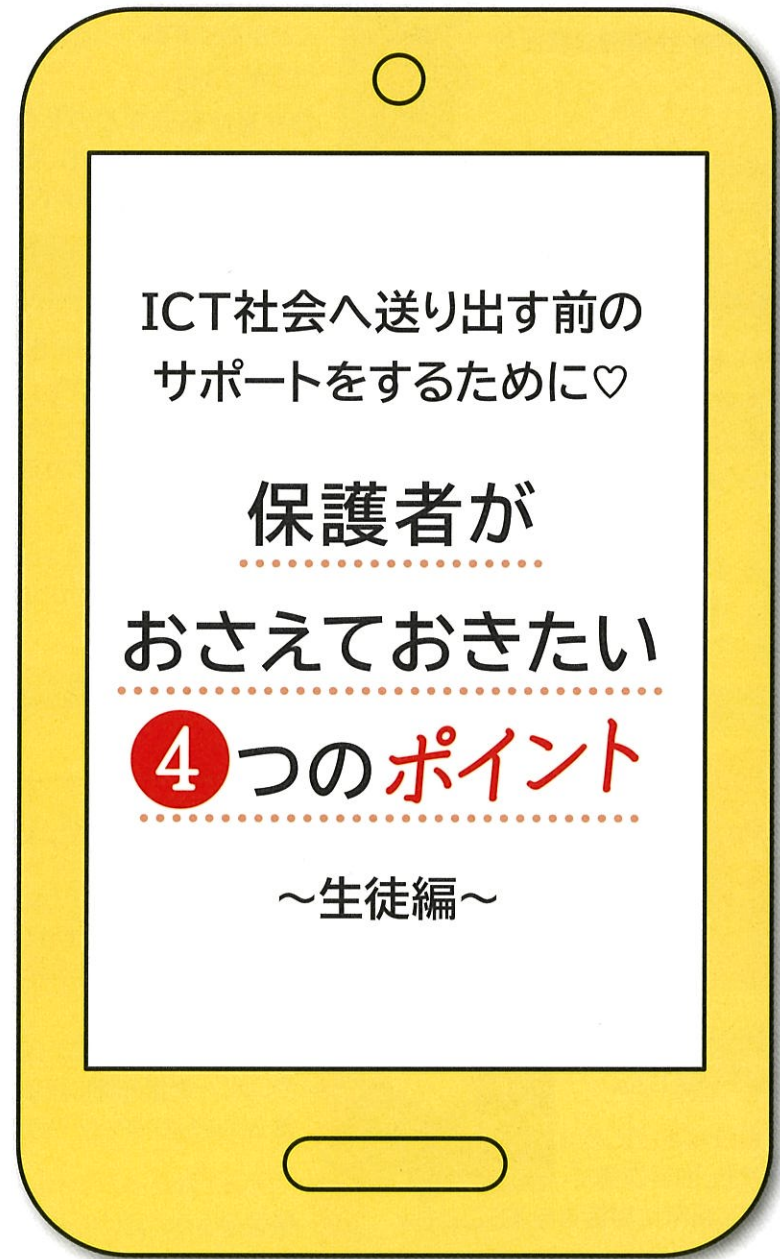 ICT社会へ送り出す前の
サポートをするために♡
保護者が
おさえておきたい
4つのポイント
～生徒編～